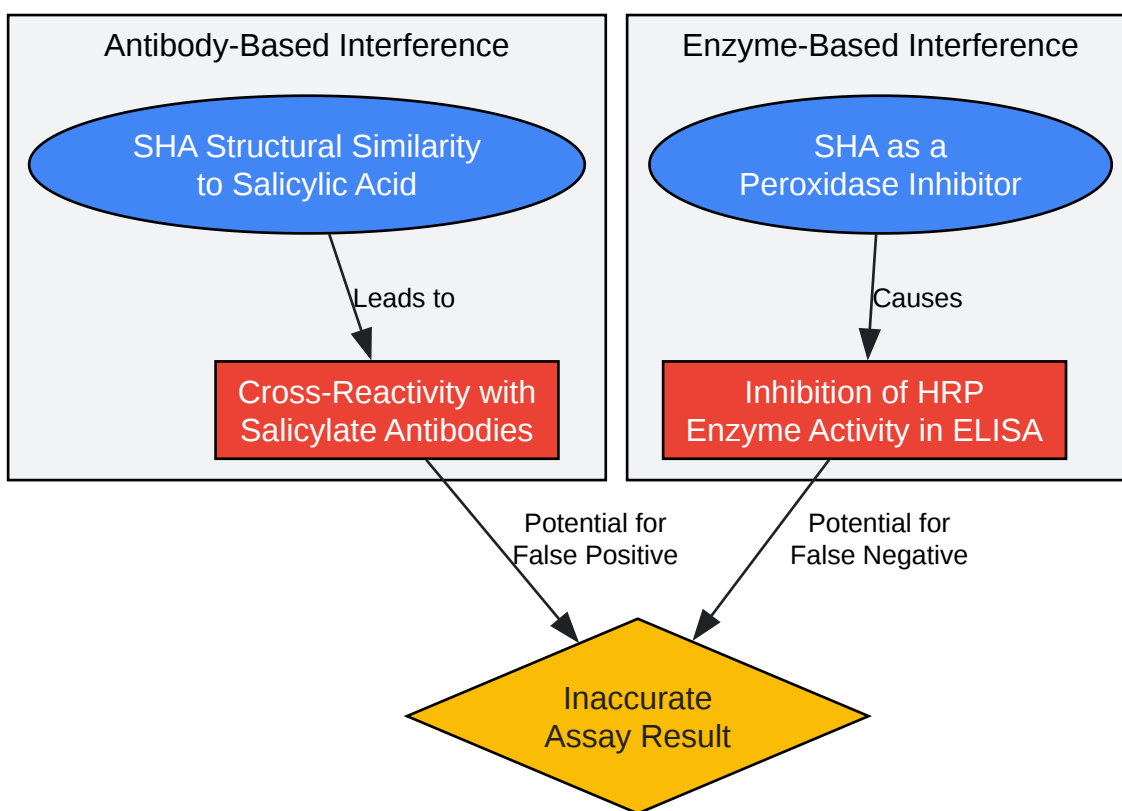 Antibody-Based Interference
SHA Structural Similarity
to Salicylic Acid
Leads to
Cross-Reactivity with
Salicylate Antibodies
Enzyme-Based Interference
SHA as a
Peroxidase Inhibitor
Causes
Inhibition of HRP
Enzyme Activity in ELISA
Potential for
False Positive
Potential for
False Negative
Inaccurate
Assay Result